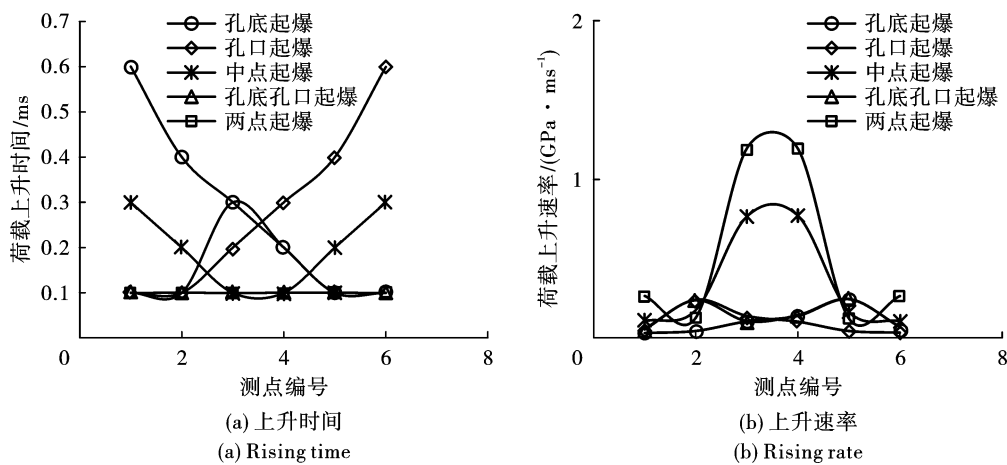 0.7
0.6
0.5
0.4
0.3
0.2
0.1
0
2
4
6
8
荷载上升时间/ms
孔底起爆
孔口起爆
中点起爆
孔底孔口起爆
两点起爆
测点编号
(a) 上升时间
(a) Rising time
2
1
0
2
4
6
8
荷载上升速率/(GPa·ms⁻¹)
孔底起爆
孔口起爆
中点起爆
孔底孔口起爆
两点起爆
测点编号
(b) 上升速率
(b) Rising rate